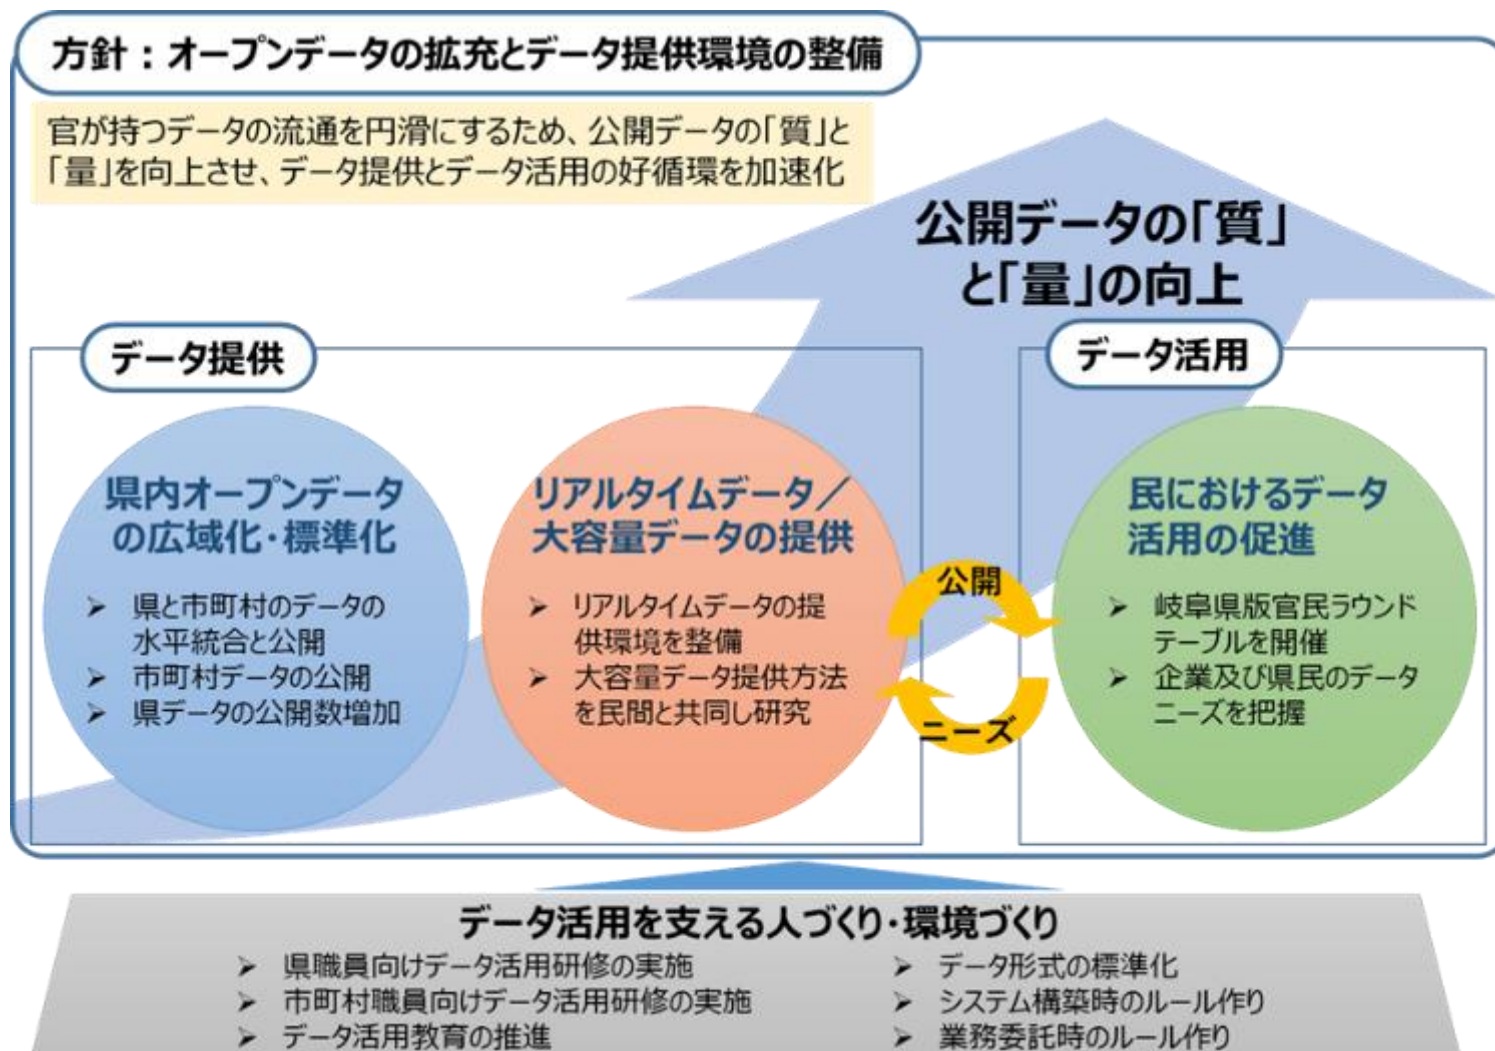 方針：オープンデータの拡充とデータ提供環境の整備
官が持つデータの流通を円滑にするため、公開データの「質」と
「量」を向上させ、データ提供とデータ活用の好循環を加速化
公開データの「質」
と「量」の向上
データ提供
県内オープンデータ
の広域化・標準化
➢ 県と市町村のデータの
水平統合と公開
➢ 市町村データの公開
➢ 県データの公開数増加
リアルタイムデータ／
大容量データの提供
➢ リアルタイムデータの提
供環境を整備
➢ 大容量データ提供方法
を民間と共同し研究
公開
ニーズ
データ活用
民におけるデータ
活用の促進
➢ 岐阜県版官民ラウンド
テーブルを開催
➢ 企業及び県民のデータ
ニーズを把握
データ活用を支える人づくり・環境づくり
➢ 県職員向けデータ活用研修の実施
➢ 市町村職員向けデータ活用研修の実施
➢ データ活用教育の推進
➢ データ形式の標準化
➢ システム構築時のルール作り
➢ 業務委託時のルール作り